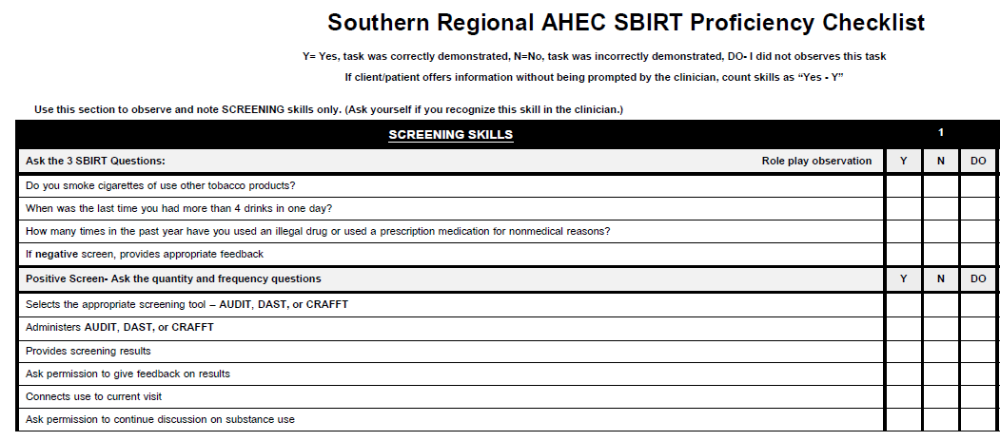 Southern Regional AHEC SBIRT Proficiency Checklist
Y= Yes, task was correctly demonstrated, N=No, task was incorrectly demonstrated, DO- I did not observes this task
If client/patient offers information without being prompted by the clinician, count skills as “Yes - Y”
Use this section to observe and note SCREENING skills only. (Ask yourself if you recognize this skill in the clinician.)
SCREENING SKILLS 1
Ask the 3 SBIRT Questions: Role play observation Y N DO
Do you smoke cigarettes of use other tobacco products?
When was the last time you had more than 4 drinks in one day?
How many times in the past year have you used an illegal drug or used a prescription medication for nonmedical reasons?
If negative screen, provides appropriate feedback
Positive Screen- Ask the quantity and frequency questions Y N DO
Selects the appropriate screening tool – AUDIT, DAST, or CRAFFT
Administers AUDIT, DAST, or CRAFFT
Provides screening results
Ask permission to give feedback on results
Connects use to current visit
Ask permission to continue discussion on substance use